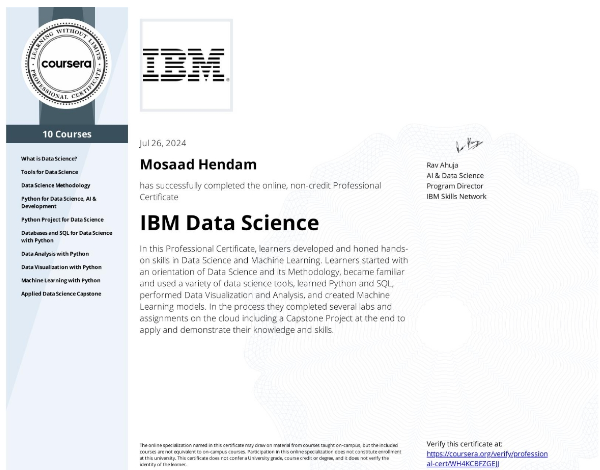 LEARNING WITHOUT LIMITS
coursera
PROFESSIONAL CERTIFICATE
10 Courses
What is Data Science?
Tools for Data Science
Data Science Methodology
Python for Data Science, AI &
Development
Python Project for Data Science
Databases and SQL for Data Science
with Python
Data Analysis with Python
Data Visualization with Python
Machine Learning with Python
Applied Data Science Capstone
IBM®
Jul 26, 2024
Mosaad Hendam
has successfully completed the online, non-credit Professional
Certificate
IBM Data Science
In this Professional Certificate, learners developed and honed hands-
on skills in Data Science and Machine Learning. Learners started with
an orientation of Data Science and its Methodology, became familiar
and used a variety of data science tools, learned Python and SQL,
performed Data Visualization and Analysis, and created Machine
Learning models. In the process they completed several labs and
assignments on the cloud including a Capstone Project at the end to
apply and demonstrate their knowledge and skills.
Rav Ahuja
AI & Data Science
Program Director
IBM Skills Network
The online specialization named in this certificate may draw on material from courses taught on-campus, but the included
courses are not equivalent to on-campus courses. Participation in this online specialization does not constitute enrollment
at this university. This certificate does not confer a University grade, course credit or degree, and it does not verify the
identity of the learner.
Verify this certificate at:
https://coursera.org/verify/profession
al-cert/WH4KCBFZGEJJ